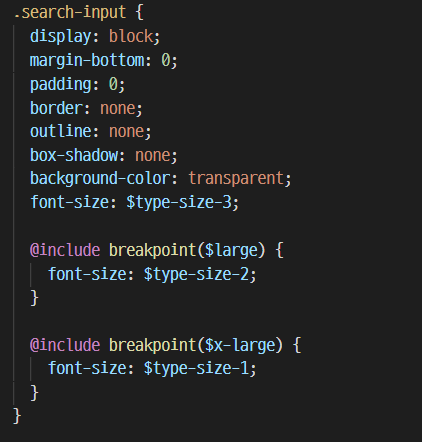 .search-input {
display: block;
margin-bottom: 0;
padding: 0;
border: none;
outline: none;
box-shadow: none;
background-color: transparent;
font-size: $type-size-3;
@include breakpoint($large) {
font-size: $type-size-2;
}
@include breakpoint($x-large) {
font-size: $type-size-1;
}
}